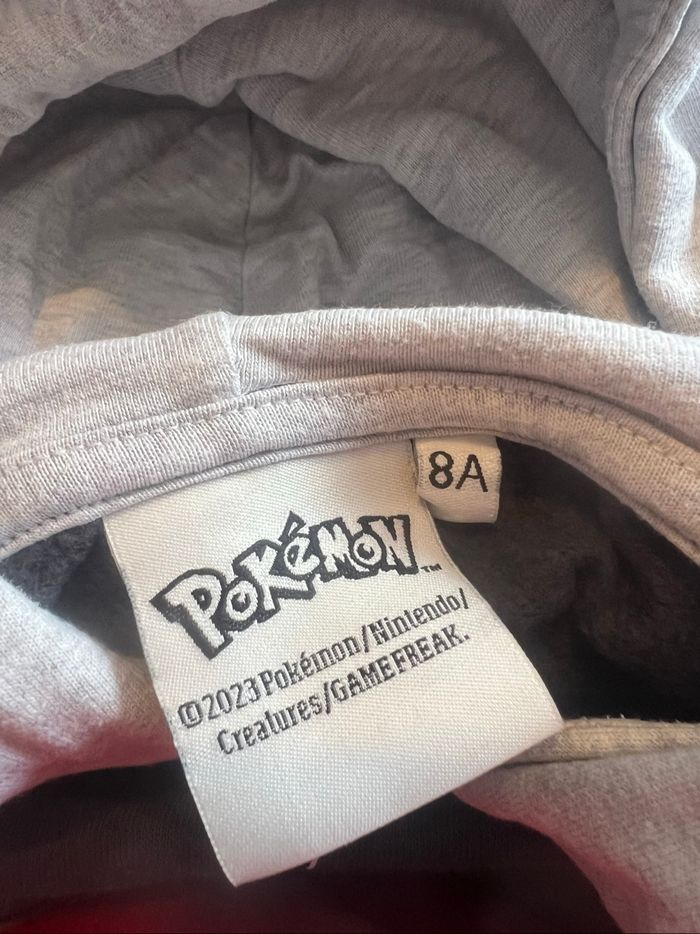 8A
POKéMON™
©2023 Pokémon/Nintendo/
Creatures/GAME FREAK.